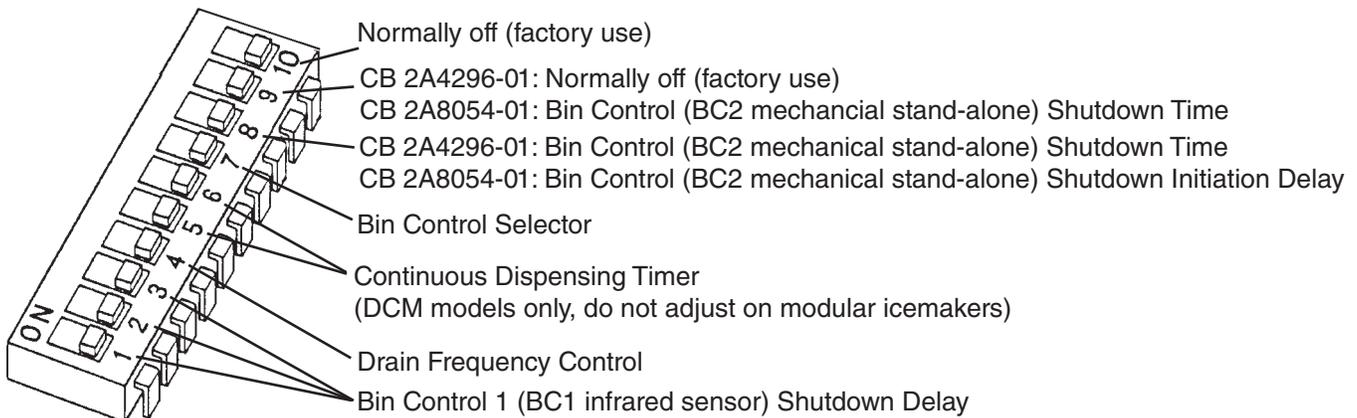 Normally off (factory use)
CB 2A4296-01: Normally off (factory use)
CB 2A8054-01: Bin Control (BC2 mechancial stand-alone) Shutdown Time
CB 2A4296-01: Bin Control (BC2 mechanical stand-alone) Shutdown Time
CB 2A8054-01: Bin Control (BC2 mechanical stand-alone) Shutdown Initiation Delay
Bin Control Selector
Continuous Dispensing Timer
(DCM models only, do not adjust on modular icemakers)
Drain Frequency Control
Bin Control 1 (BC1 infrared sensor) Shutdown Delay
10
9
8
7
6
5
4
3
2
1
ON